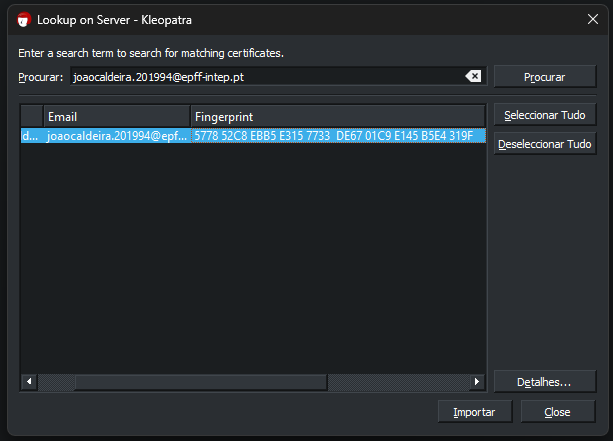 Lookup on Server - Kleopatra
Enter a search term to search for matching certificates.
Procurar: joaocaldeira.201994@epff-intep.pt Procurar
Email Fingerprint Seleccionar Tudo
d... joaocaldeira.201994@epf... 5778 52C8 EBB5 E315 7733 DE67 01C9 E145 B5E4 319F
Deseleccionar Tudo
Detalhes...
Importar Close